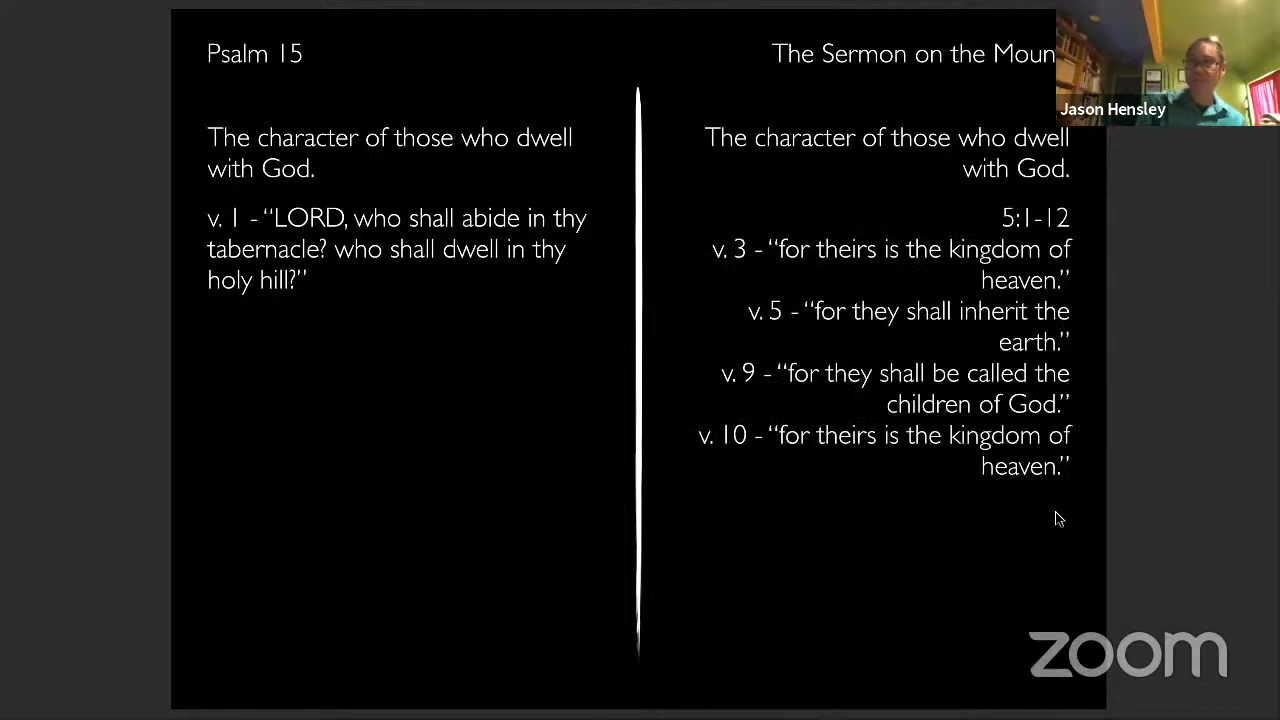 Psalm 15
The character of those who dwell
with God.
v. 1 - “LORD, who shall abide in thy
tabernacle? who shall dwell in thy
holy hill?”
The Sermon on the Moun
The character of those who dwell
with God.
5:1-12
v. 3 - “for theirs is the kingdom of
heaven.”
v. 5 - “for they shall inherit the
earth.”
v. 9 - “for they shall be called the
children of God.”
v. 10 - “for theirs is the kingdom of
heaven.”
Jason Hensley
zoom